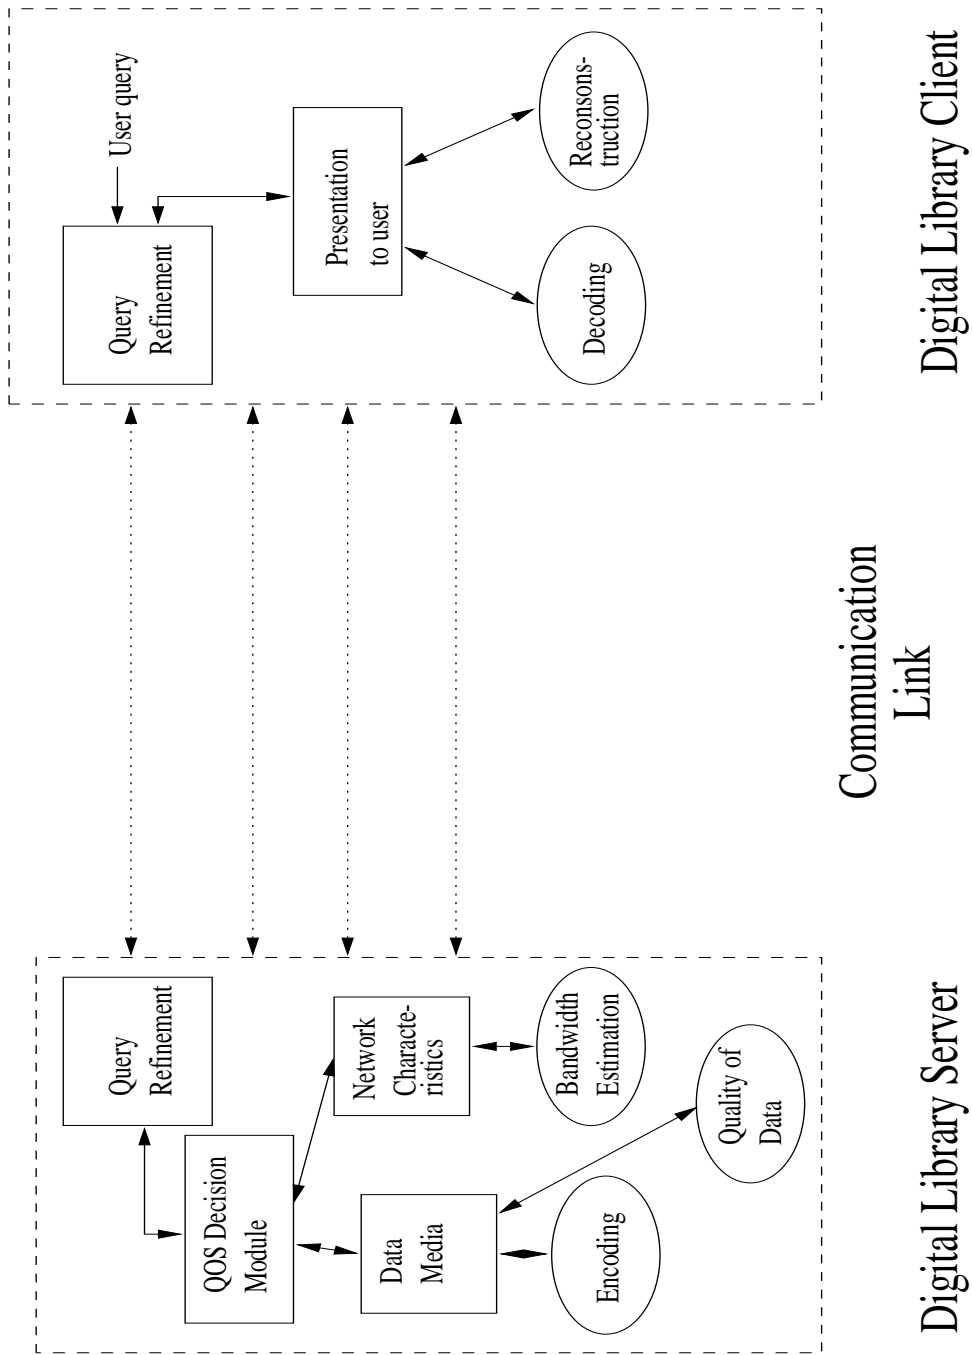 Query
Refinement
QOS Decision
Module
Network
Characte-
ristics
Data
Media
Bandwidth
Estimation
Encoding
Quality of
Data
Digital Library Server
Communication
Link
User query
Query
Refinement
Presentation
to user
Decoding
Reconsons-
truction
Digital Library Client